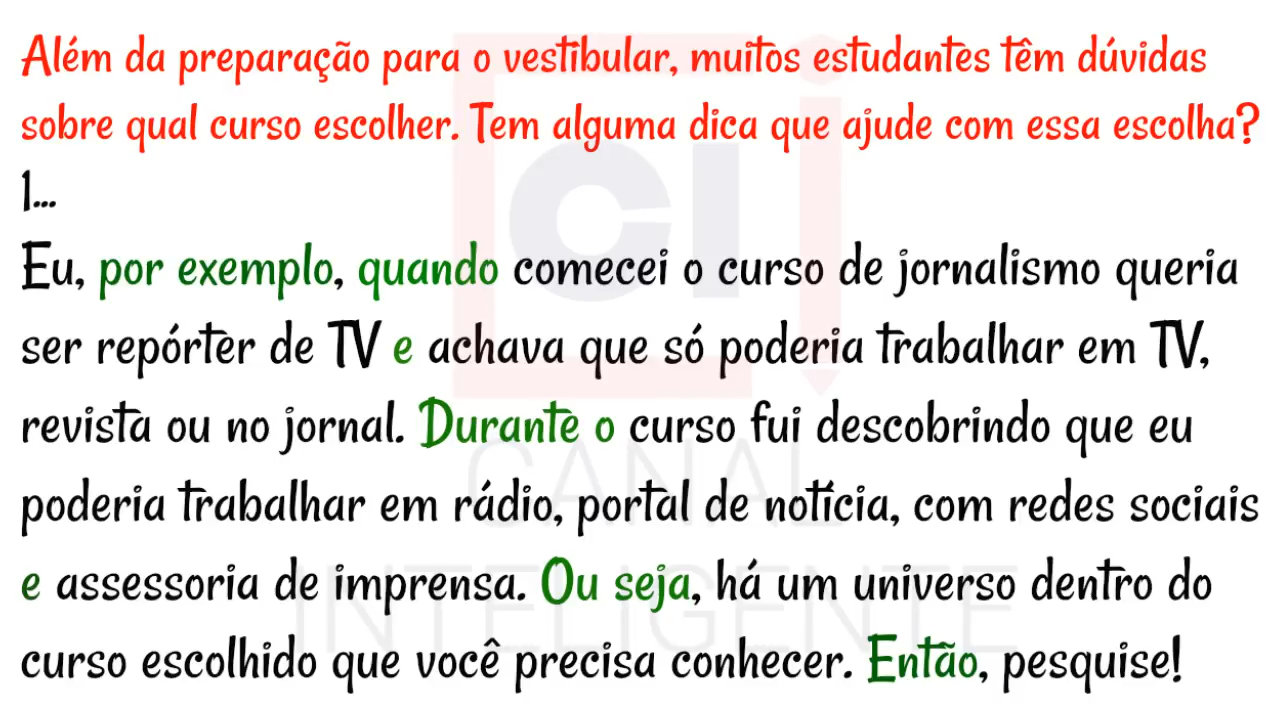 Além da preparação para o vestibular, muitos estudantes têm dúvidas
sobre qual curso escolher. Tem alguma dica que ajude com essa escolha?
1...
Eu, por exemplo, quando comecei o curso de jornalismo queria
ser repórter de TV e achava que só poderia trabalhar em TV,
revista ou no jornal. Durante o curso fui descobrindo que eu
poderia trabalhar em rádio, portal de notícia, com redes sociais
e assessoria de imprensa. Ou seja, há um universo dentro do
curso escolhido que você precisa conhecer. Então, pesquise!
CI
CANAL
INTELIGENTE